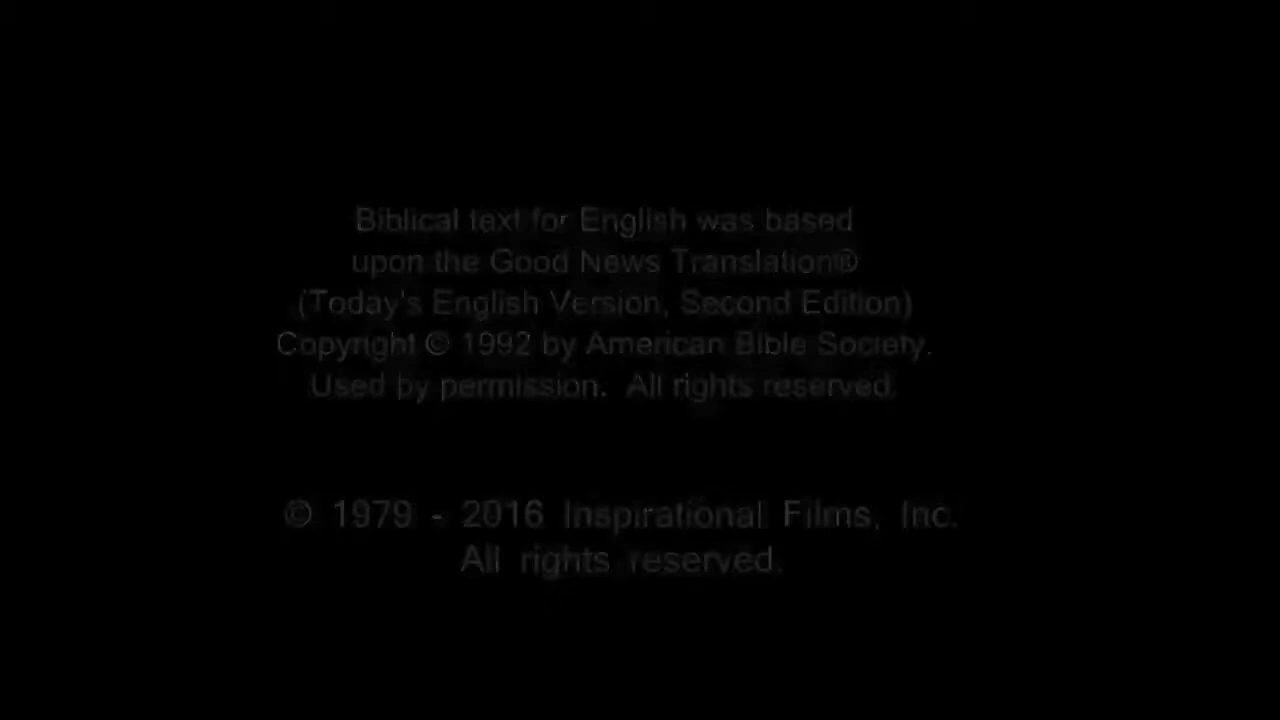 Biblical text for English was based
upon the Good News Translation®
(Today's English Version, Second Edition)
Copyright © 1992 by American Bible Society.
Used by permission.  All rights reserved.
© 1979 - 2016 Inspirational Films, Inc.
All rights reserved.